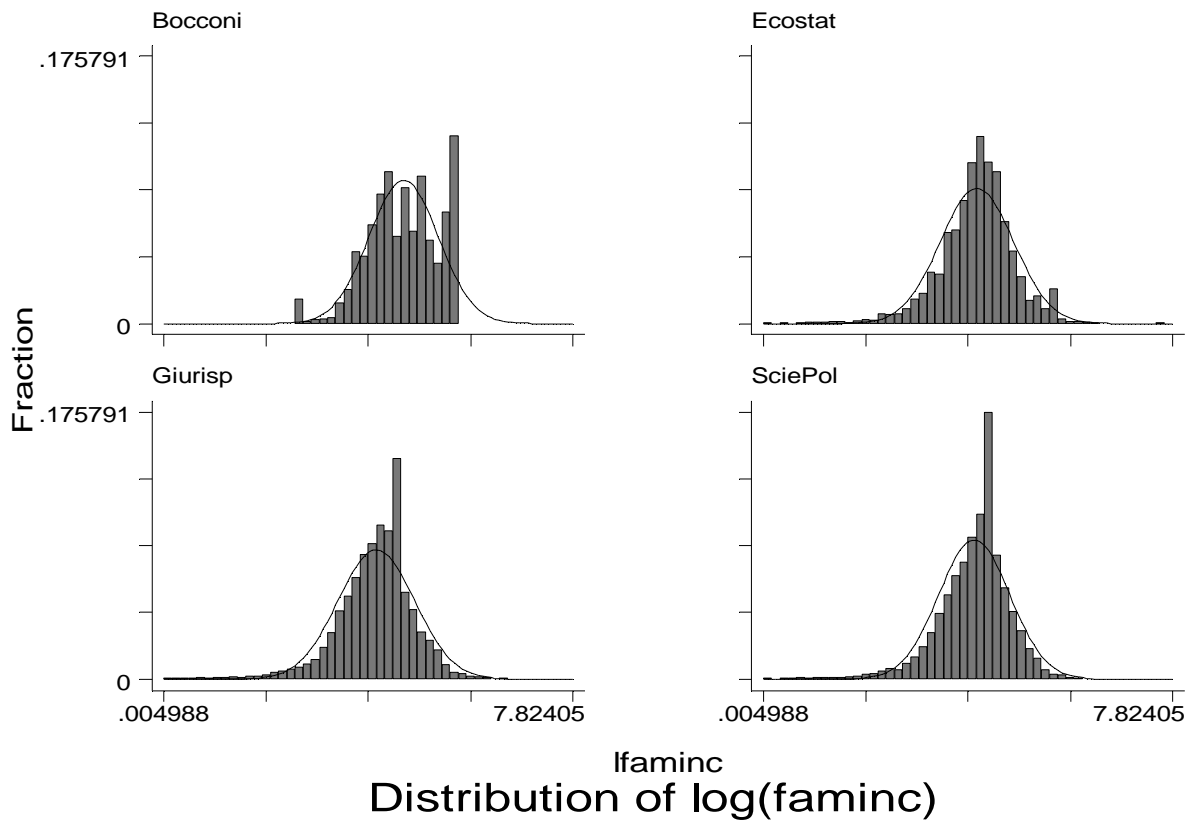 Bocconi
Ecostat
.175791
0
Giurisp
SciePol
Fraction
.175791
0
.004988
7.82405
.004988
7.82405
lfaminc
Distribution of log(faminc)